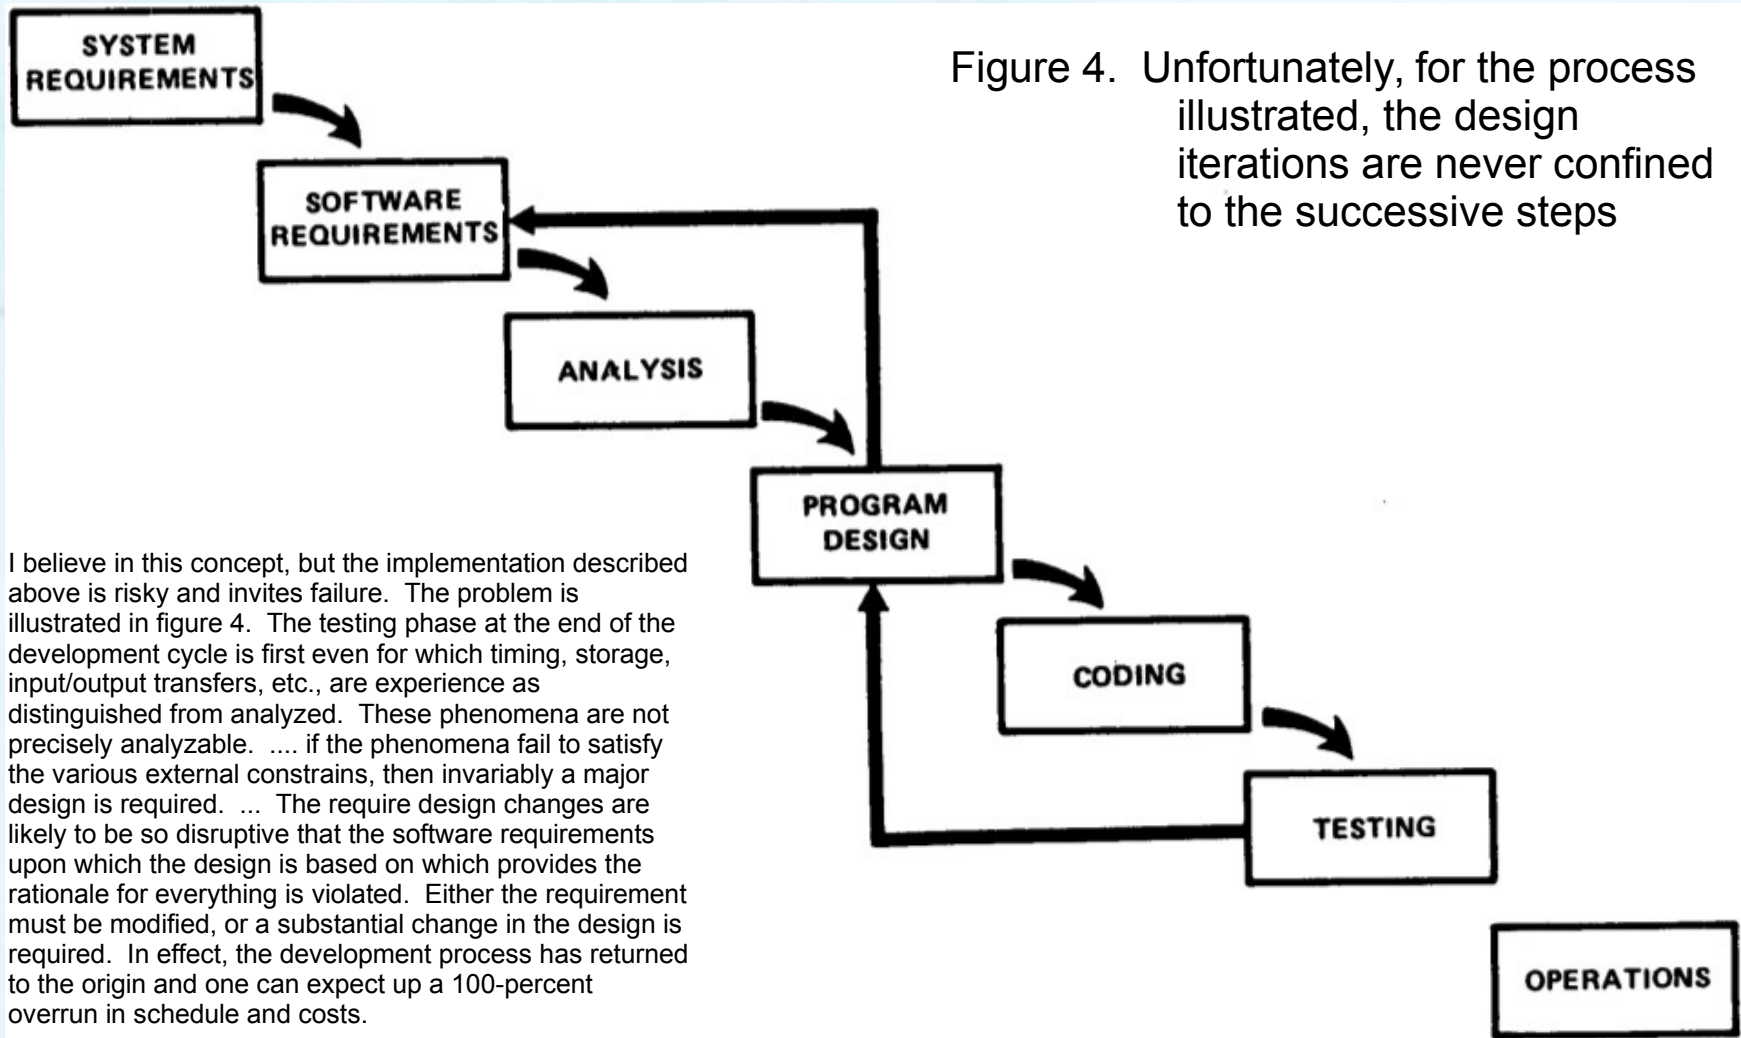 SYSTEM
REQUIREMENTS
Figure 4. Unfortunately, for the process
illustrated, the design
iterations are never confined
to the successive steps
SOFTWARE
REQUIREMENTS
ANALYSIS
PROGRAM
DESIGN
CODING
TESTING
OPERATIONS
I believe in this concept, but the implementation described
above is risky and invites failure. The problem is
illustrated in figure 4. The testing phase at the end of the
development cycle is first even for which timing, storage,
input/output transfers, etc., are experience as
distinguished from analyzed. These phenomena are not
precisely analyzable. .... if the phenomena fail to satisfy
the various external constrains, then invariably a major
design is required. ... The require design changes are
likely to be so disruptive that the software requirements
upon which the design is based on which provides the
rationale for everything is violated. Either the requirement
must be modified, or a substantial change in the design is
required. In effect, the development process has returned
to the origin and one can expect up a 100-percent
overrun in schedule and costs.